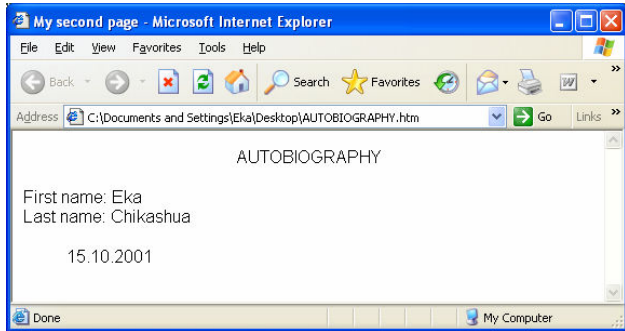 My second page - Microsoft Internet Explorer
File Edit View Favorites Tools Help
Back Search Favorites W »
Address C:\Documents and Settings\Eka\Desktop\AUTOBIOGRAPHY.htm Go Links »
AUTOBIOGRAPHY
First name: Eka
Last name: Chikashua
15.10.2001
Done My Computer